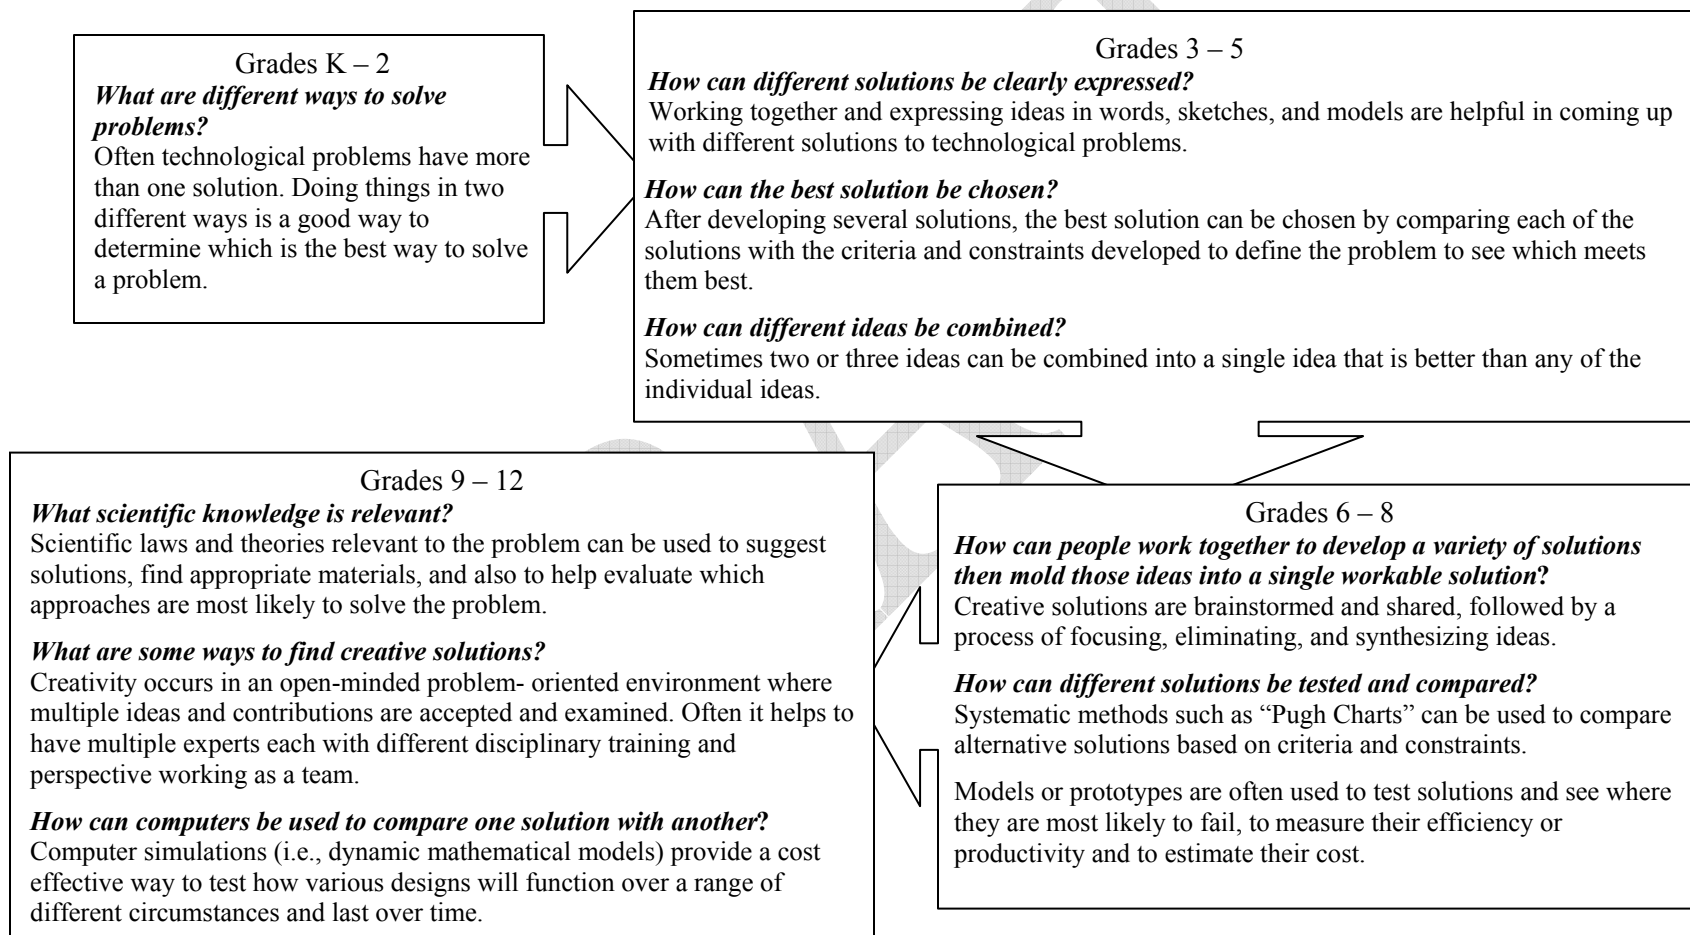 Grades K – 2
What are different ways to solve
problems?
Often technological problems have more
than one solution. Doing things in two
different ways is a good way to
determine which is the best way to solve
a problem.
Grades 3 – 5
How can different solutions be clearly expressed?
Working together and expressing ideas in words, sketches, and models are helpful in coming up
with different solutions to technological problems.
How can the best solution be chosen?
After developing several solutions, the best solution can be chosen by comparing each of the
solutions with the criteria and constraints developed to define the problem to see which meets
them best.
How can different ideas be combined?
Sometimes two or three ideas can be combined into a single idea that is better than any of the
individual ideas.
Grades 6 – 8
How can people work together to develop a variety of solutions
then mold those ideas into a single workable solution?
Creative solutions are brainstormed and shared, followed by a
process of focusing, eliminating, and synthesizing ideas.
How can different solutions be tested and compared?
Systematic methods such as “Pugh Charts” can be used to compare
alternative solutions based on criteria and constraints.
Models or prototypes are often used to test solutions and see where
they are most likely to fail, to measure their efficiency or
productivity and to estimate their cost.
Grades 9 – 12
What scientific knowledge is relevant?
Scientific laws and theories relevant to the problem can be used to suggest
solutions, find appropriate materials, and also to help evaluate which
approaches are most likely to solve the problem.
What are some ways to find creative solutions?
Creativity occurs in an open-minded problem- oriented environment where
multiple ideas and contributions are accepted and examined. Often it helps to
have multiple experts each with different disciplinary training and
perspective working as a team.
How can computers be used to compare one solution with another?
Computer simulations (i.e., dynamic mathematical models) provide a cost
effective way to test how various designs will function over a range of
different circumstances and last over time.